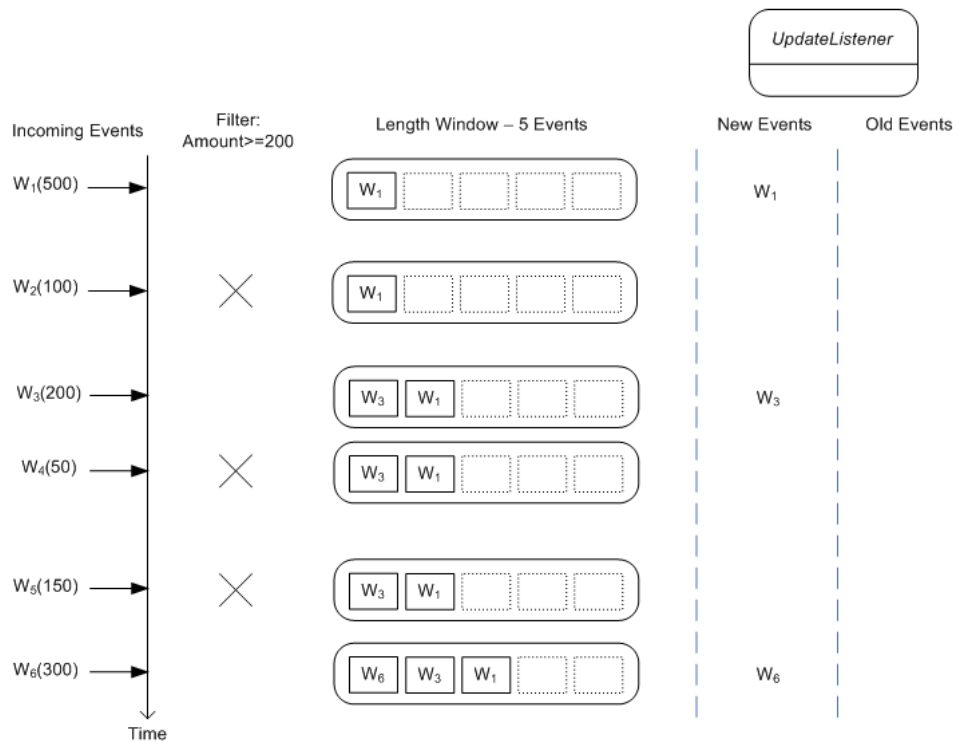 UpdateListener
Incoming Events
Filter:
Amount>=200
Length Window – 5 Events
New Events
Old Events
W₁(500)
W₁
W₁
W₂(100)
W₁
W₃(200)
W₃ W₁
W₃
W₄(50)
W₃ W₁
W₅(150)
W₃ W₁
W₆(300)
W₆ W₃ W₁
W₆
Time